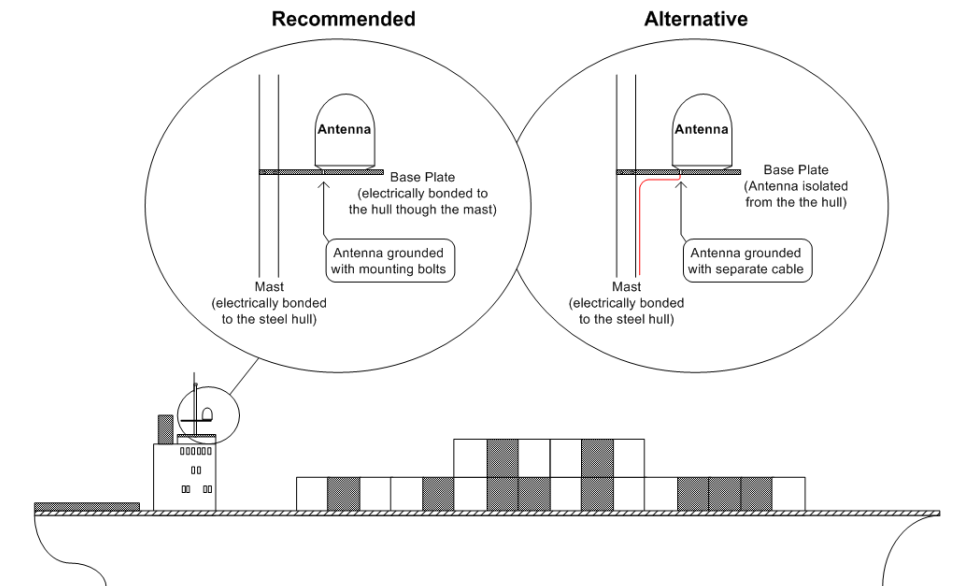 Recommended
Alternative
Antenna
Base Plate
(electrically bonded to
the hull though the mast)
Antenna grounded
with mounting bolts
Mast
(electrically bonded
to the steel hull)
Antenna
Base Plate
(Antenna isolated
from the the hull)
Antenna grounded
with separate cable
Mast
(electrically bonded
to the steel hull)